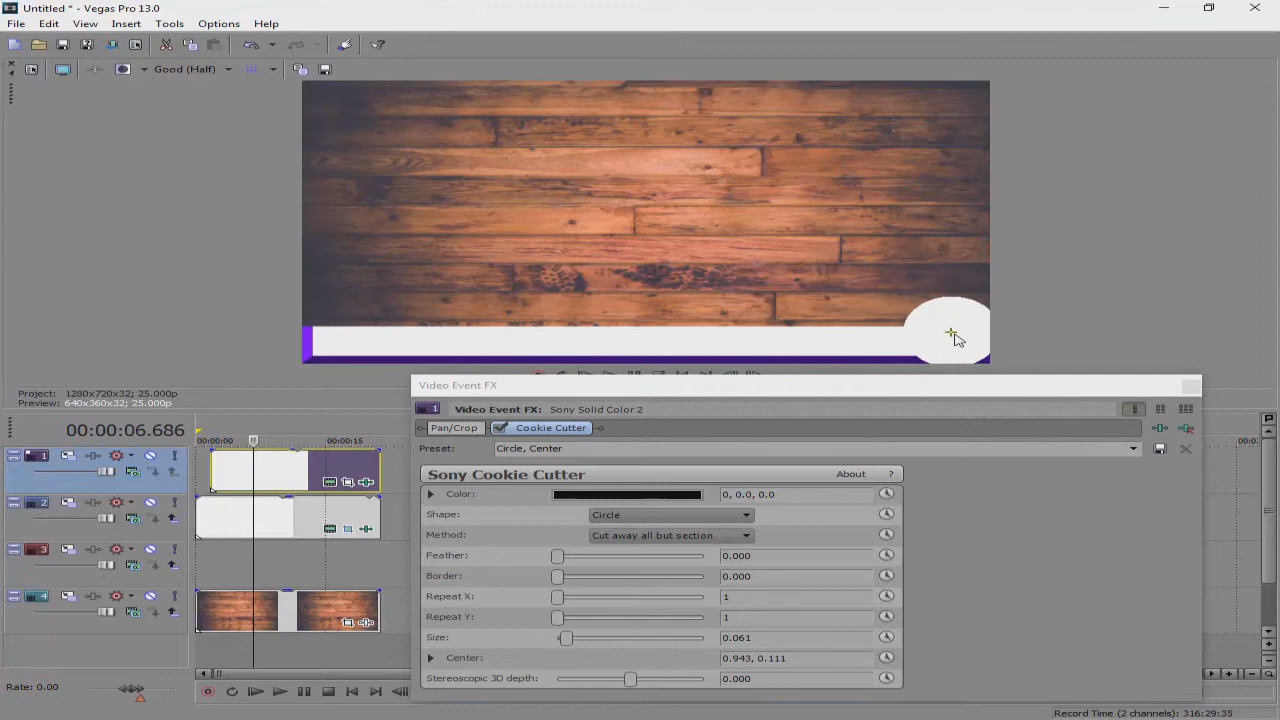 Untitled * - Vegas Pro 13.0
File Edit View Insert Tools Options Help
Good (Half)
Project: 1280x720x32; 25.000p
Preview: 640x360x32; 25.000p
Video Event FX
00:00:06.686
1 Video Event FX: Sony Solid Color 2
Pan/Crop Cookie Cutter
00:00:00 00:00:15
Preset: Circle, Center
1
Sony Cookie Cutter About ?
Color: 0, 0.0, 0.0
2
Shape: Circle
Method: Cut away all but section
3
Feather: 0.000
Border: 0.000
4
Repeat X: 1
Repeat Y: 1
Size: 0.061
Center: 0.943, 0.111
Stereoscopic 3D depth: 0.000
Rate: 0.00
Record Time (2 channels): 316:29:35